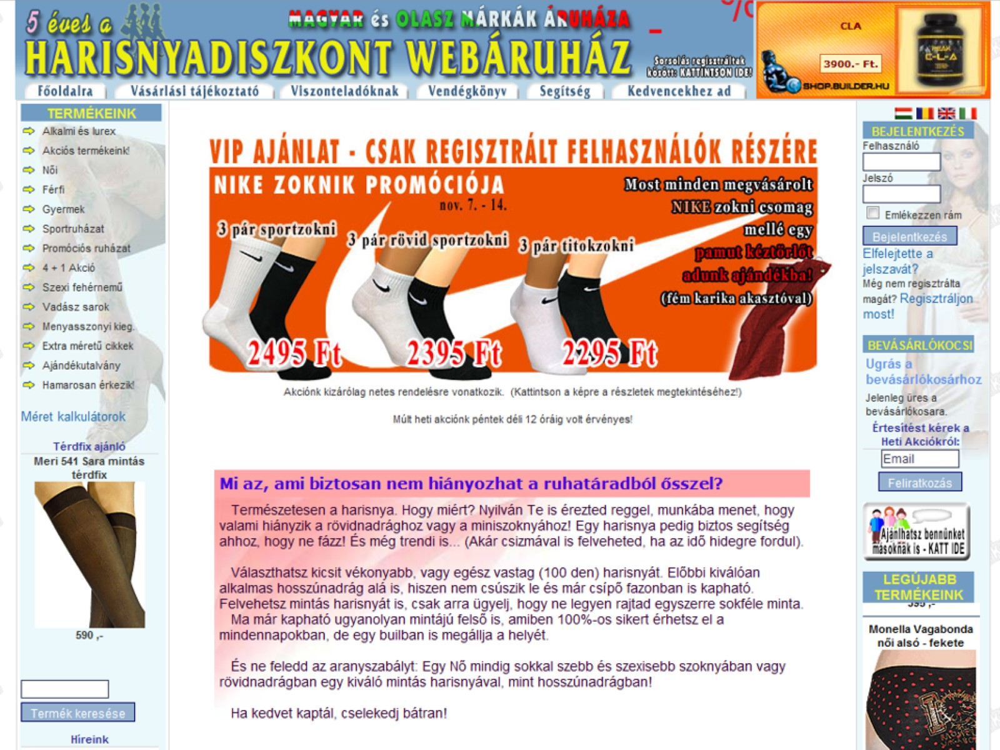 5 éves a
MAGYAR és OLASZ MÁRKÁK ÁRUHÁZA
HARISNYADISZKONT WEBÁRUHÁZ
Sorsolás regisztráltak
között: KATTINTSON IDE!
CLA
3900.- Ft.
SHOP.BUILDER.HU
C-L-A
Főoldalra
Vásárlási tájékoztató
Viszonteladóknak
Vendégkönyv
Segítség
Kedvencekhez ad
TERMÉKEINK
Alkalmi és lurex
Akciós termékeink!
Női
Férfi
Gyermek
Sportruházat
Promóciós ruházat
4 + 1 Akció
Szexi fehérnemű
Vadász sarok
Menyasszonyi kieg.
Extra méretű cikkek
Ajándékutalvány
Hamarosan érkezik!
Méret kalkulátorok
Térdfix ajánló
Meri 541 Sara mintás
térdfix
590 ,-
Termék keresése
Híreink
VIP AJÁNLAT - CSAK REGISZTRÁLT FELHASZNÁLÓK RÉSZÉRE
NIKE ZOKNIK PROMÓCIÓJA
nov. 7. - 14.
3 pár sportzokni
3 pár rövid sportzokni
3 pár titokzokni
Most minden megvásárolt
NIKE zokni csomag
mellé egy
pamut kéztörlőt
adunk ajándékba!
(fém karika akasztóval)
2495 Ft
2395 Ft
2295 Ft
Akciónk kizárólag netes rendelésre vonatkozik. (Kattintson a képre a részletek megtekintéséhez!)
Múlt heti akciónk péntek déli 12 óráig volt érvényes!
Mi az, ami biztosan nem hiányozhat a ruhatáradból ősszel?
Természetesen a harisnya. Hogy miért? Nyilván Te is érezted reggel, munkába menet, hogy
valami hiányzik a rövidnadrághoz vagy a miniszoknyához! Egy harisnya pedig biztos segítség
ahhoz, hogy ne fázz! És még trendi is... (Akár csizmával is felveheted, ha az idő hidegre fordul).
Választhatsz kicsit vékonyabb, vagy egész vastag (100 den) harisnyát. Előbbi kiválóan
alkalmas hosszúnadrág alá is, hiszen nem csúszik le és már csípő fazonban is kapható.
Felvehetsz mintás harisnyát is, csak arra ügyelj, hogy ne legyen rajtad egyszerre sokféle minta.
Ma már kapható ugyanolyan mintájú felső is, amiben 100%-os sikert érhetsz el a
mindennapokban, de egy builban is megállja a helyét.
És ne feledd az aranyszabályt: Egy Nő mindig sokkal szebb és szexisebb szoknyában vagy
rövidnadrágban egy kiváló mintás harisnyával, mint hosszúnadrágban!
Ha kedvet kaptál, cselekedj bátran!
BEJELENTKEZÉS
Felhasználó
Jelszó
Emlékezzen rám
Bejelentkezés
Elfelejtette a
jelszavát?
Még nem regisztrálta
magát? Regisztráljon
most!
BEVÁSÁRLÓKOCSI
Ugrás a
bevásárlókosárhoz
Jelenleg üres a
bevásárlókosara.
Értesítést kérek a
Heti Akciókról:
Email
Feliratkozás
Ajánlhatsz bennünket
másoknak is - KATT IDE
LEGÚJABB
TERMÉKEINK
395 ,-
Monella Vagabonda
női alsó - fekete